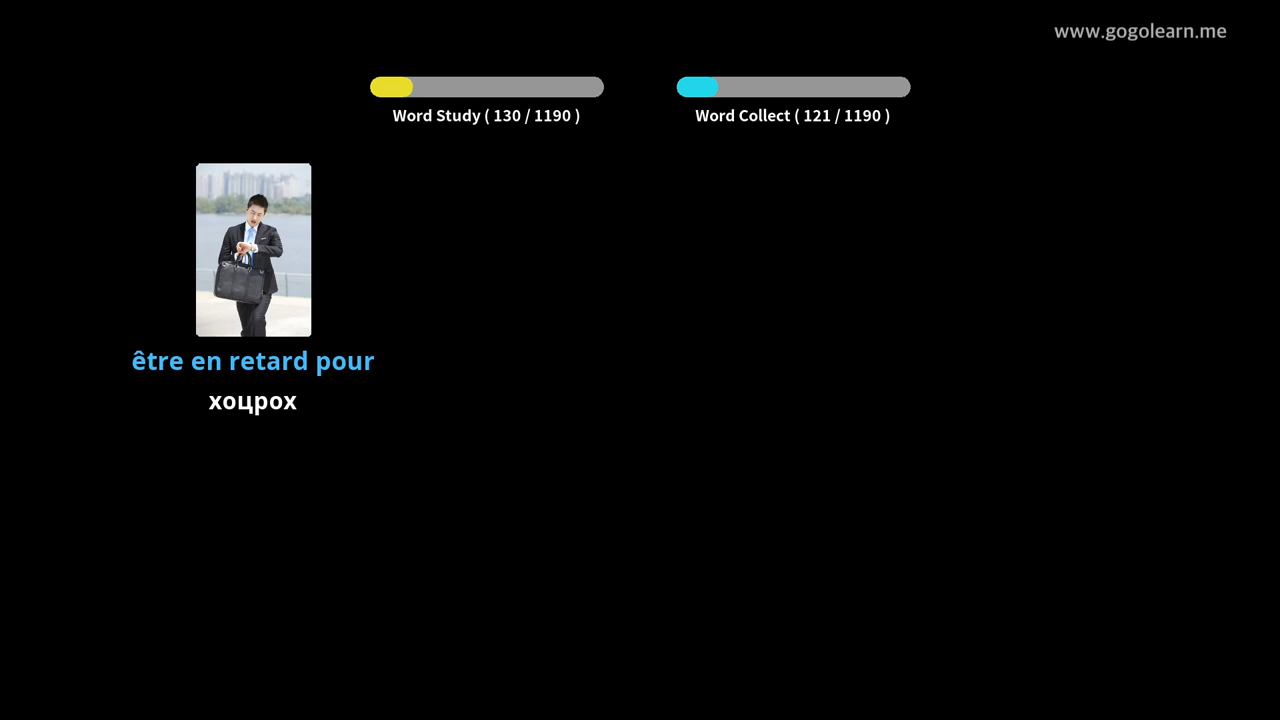 www.gogolearn.me
Word Study ( 130 / 1190 )
Word Collect ( 121 / 1190 )
être en retard pour
хоцрох